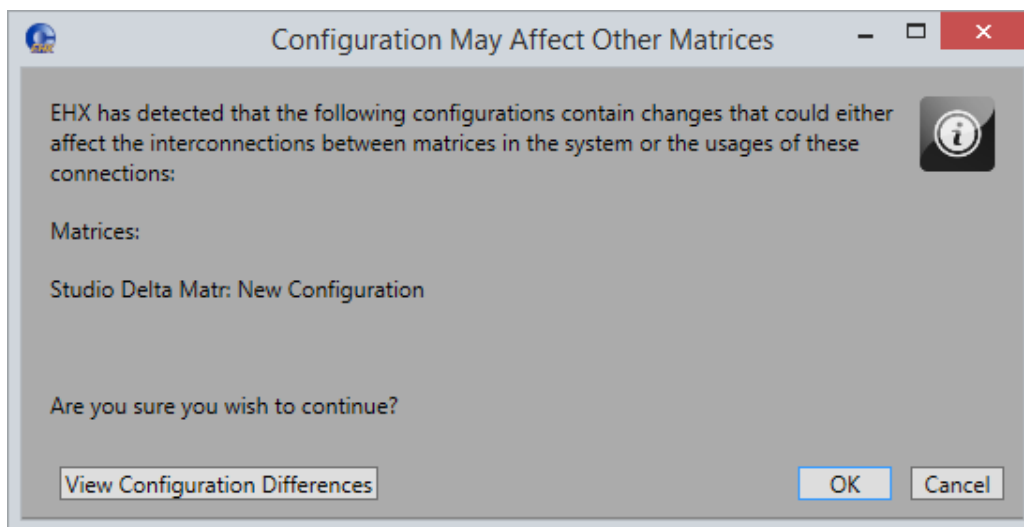 Configuration May Affect Other Matrices
EHX has detected that the following configurations contain changes that could either
affect the interconnections between matrices in the system or the usages of these
connections:
Matrices:
Studio Delta Matr: New Configuration
Are you sure you wish to continue?
View Configuration Differences
OK
Cancel